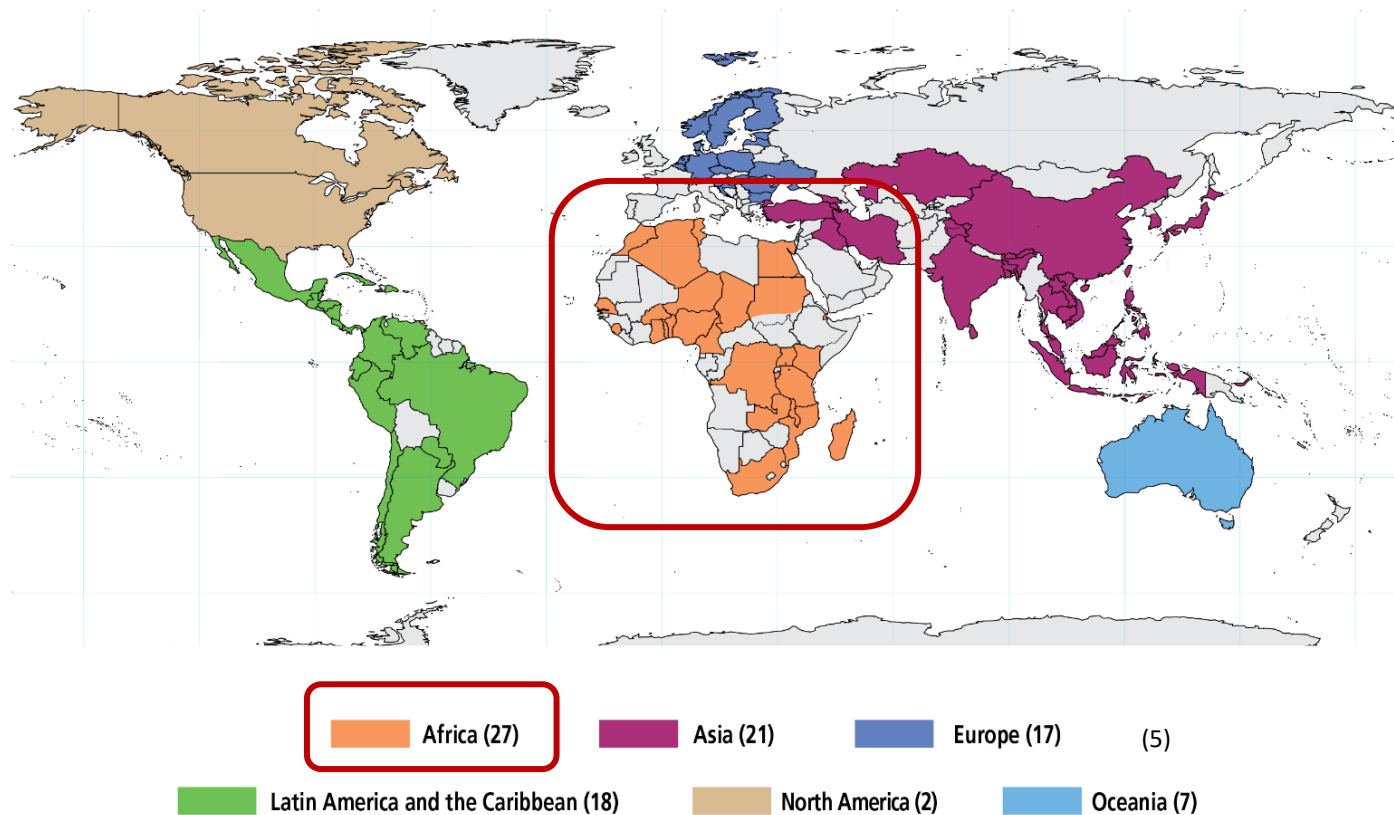 Africa (27)
Asia (21)
Europe (17)
(5)
Latin America and the Caribbean (18)
North America (2)
Oceania (7)